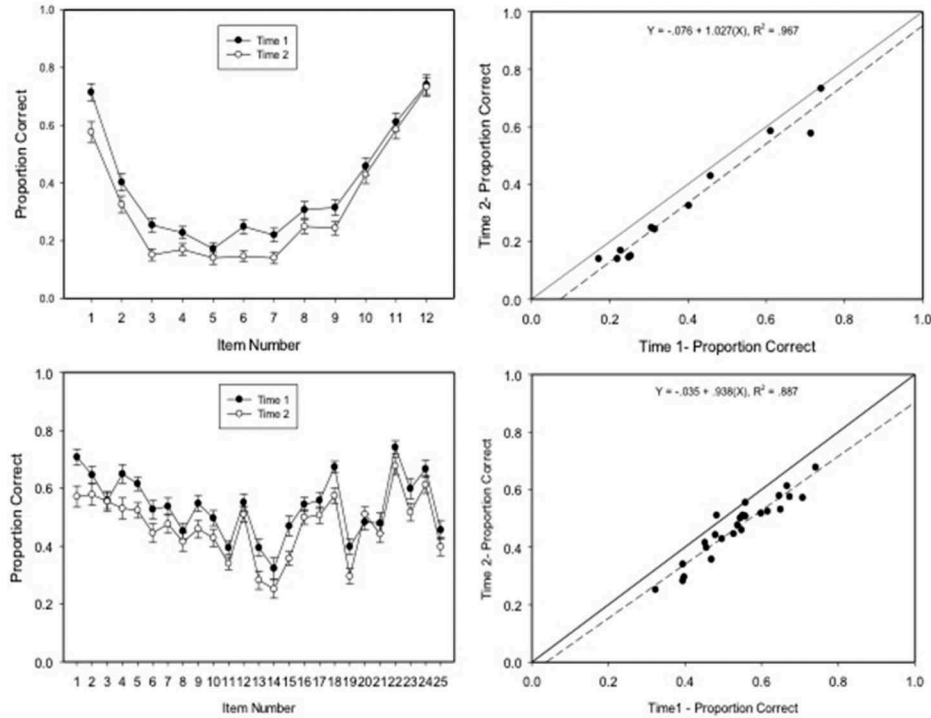 1.0
0.8
0.6
0.4
0.2
0.0
Proportion Correct
Time 1
Time 2
1 2 3 4 5 6 7 8 9 10 11 12
Item Number
Y = -.076 + 1.027(X), R² = .967
1.0
0.8
0.6
0.4
0.2
0.0
Time 2- Proportion Correct
0.0 0.2 0.4 0.6 0.8 1.0
Time 1- Proportion Correct
1.0
0.8
0.6
0.4
0.2
0.0
Proportion Correct
Time 1
Time 2
1 2 3 4 5 6 7 8 9 10 11 12 13 14 15 16 17 18 19 20 21 22 23 24 25
Item Number
Y = -.035 + .938(X), R² = .887
1.0
0.8
0.6
0.4
0.2
0.0
Time 2- Proportion Correct
0.0 0.2 0.4 0.6 0.8 1.0
Time1 - Proportion Correct